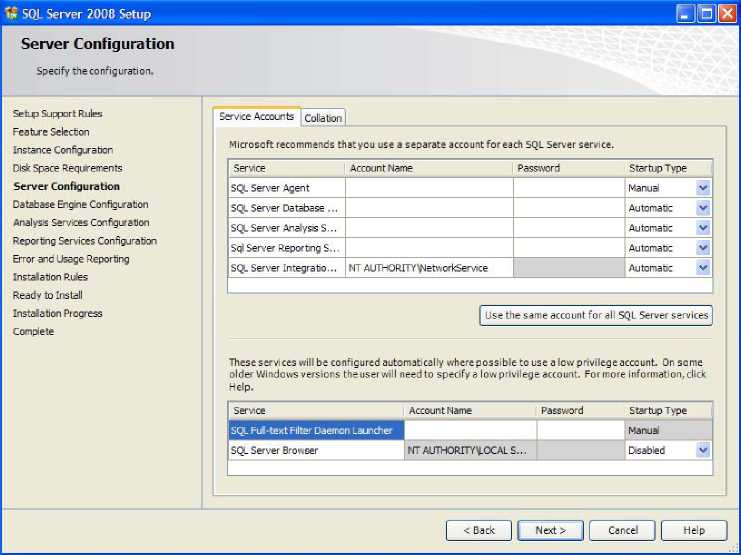 SQL Server 2008 Setup
Server Configuration
Specify the configuration.
Setup Support Rules
Feature Selection
Instance Configuration
Disk Space Requirements
Server Configuration
Database Engine Configuration
Analysis Services Configuration
Reporting Services Configuration
Error and Usage Reporting
Installation Rules
Ready to Install
Installation Progress
Complete
Service Accounts Collation
Microsoft recommends that you use a separate account for each SQL Server service.
Service Account Name Password Startup Type
SQL Server Agent Manual
SQL Server Database ... Automatic
SQL Server Analysis S... Automatic
Sql Server Reporting S... Automatic
SQL Server Integratio... NT AUTHORITY\NetworkService Automatic
Use the same account for all SQL Server services
These services will be configured automatically where possible to use a low privilege account. On some
older Windows versions the user will need to specify a low privilege account. For more information, click
Help.
Service Account Name Password Startup Type
SQL Full-text Filter Daemon Launcher Manual
SQL Server Browser NT AUTHORITY\LOCAL S... Disabled
< Back Next > Cancel Help